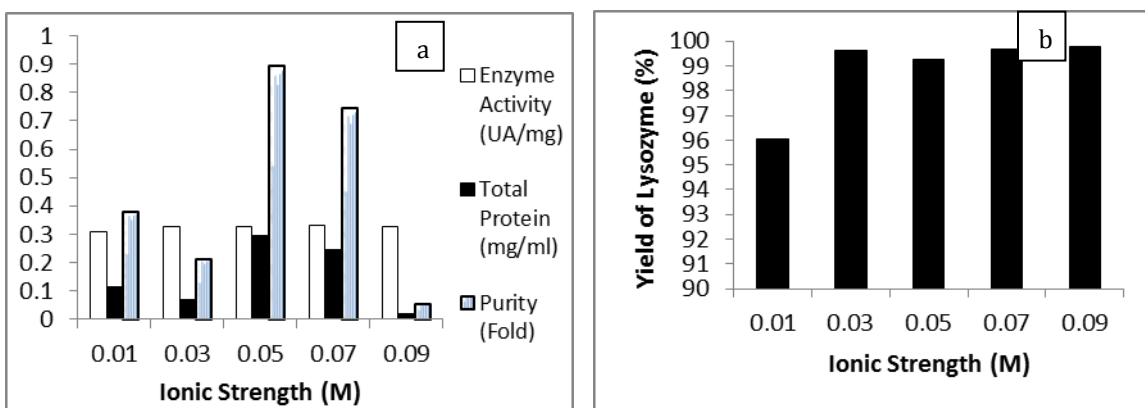 a
1
0.9
0.8
0.7
0.6
0.5
0.4
0.3
0.2
0.1
0
0.01 0.03 0.05 0.07 0.09
Ionic Strength (M)
Enzyme
Activity
(UA/mg)
Total
Protein
(mg/ml)
Purity
(Fold)
b
Yield of Lysozyme (%)
100
99
98
97
96
95
94
93
92
91
90
0.01 0.03 0.05 0.07 0.09
Ionic Strength (M)